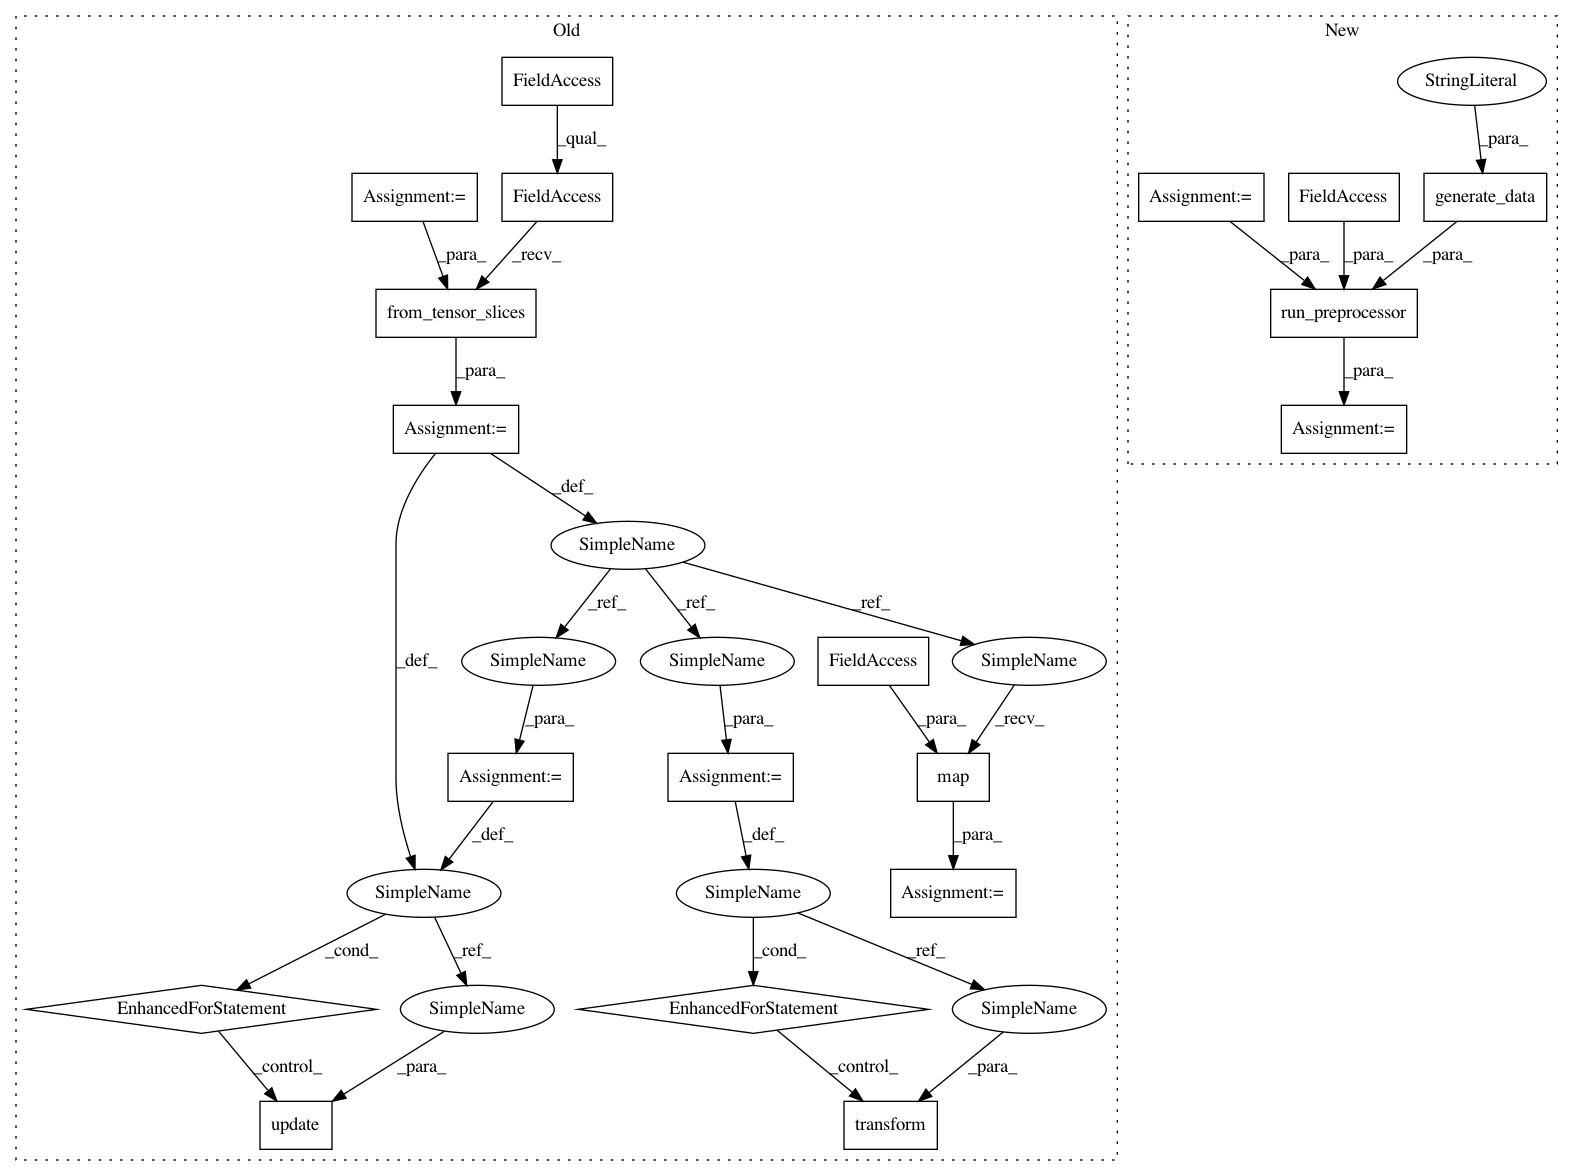 Old
New
FieldAccess
StringLiteral
_qual_
_para_
Assignment:=
FieldAccess
Assignment:=
FieldAccess
generate_data
_para_
_recv_
_para_
_para_
_para_
from_tensor_slices
run_preprocessor
_para_
_para_
Assignment:=
Assignment:=
_def_
SimpleName
_ref_
_ref_
_ref_
_def_
SimpleName
SimpleName
FieldAccess
SimpleName
_para_
_para_
_para_
_recv_
Assignment:=
Assignment:=
map
_def_
_def_
_para_
SimpleName
SimpleName
Assignment:=
_cond_
_ref_
_cond_
_ref_
EnhancedForStatement
SimpleName
EnhancedForStatement
SimpleName
_control_
_para_
_control_
_para_
update
transform